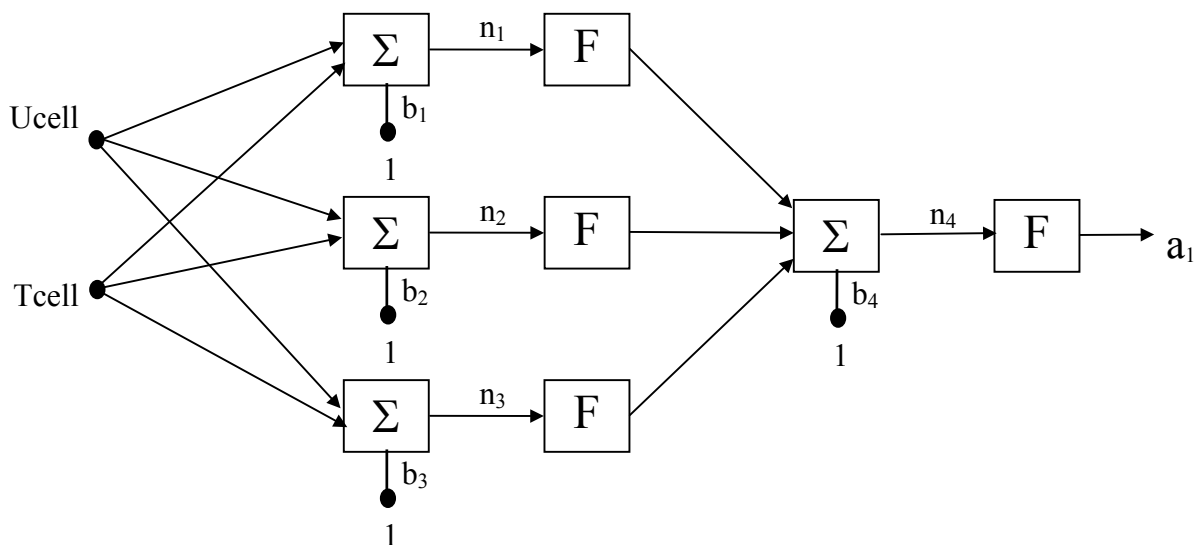 Ucell
Tcell
Σ
n₁
F
b₁
1
Σ
n₂
F
b₂
1
Σ
n₃
F
b₃
1
Σ
n₄
F
a₁
b₄
1